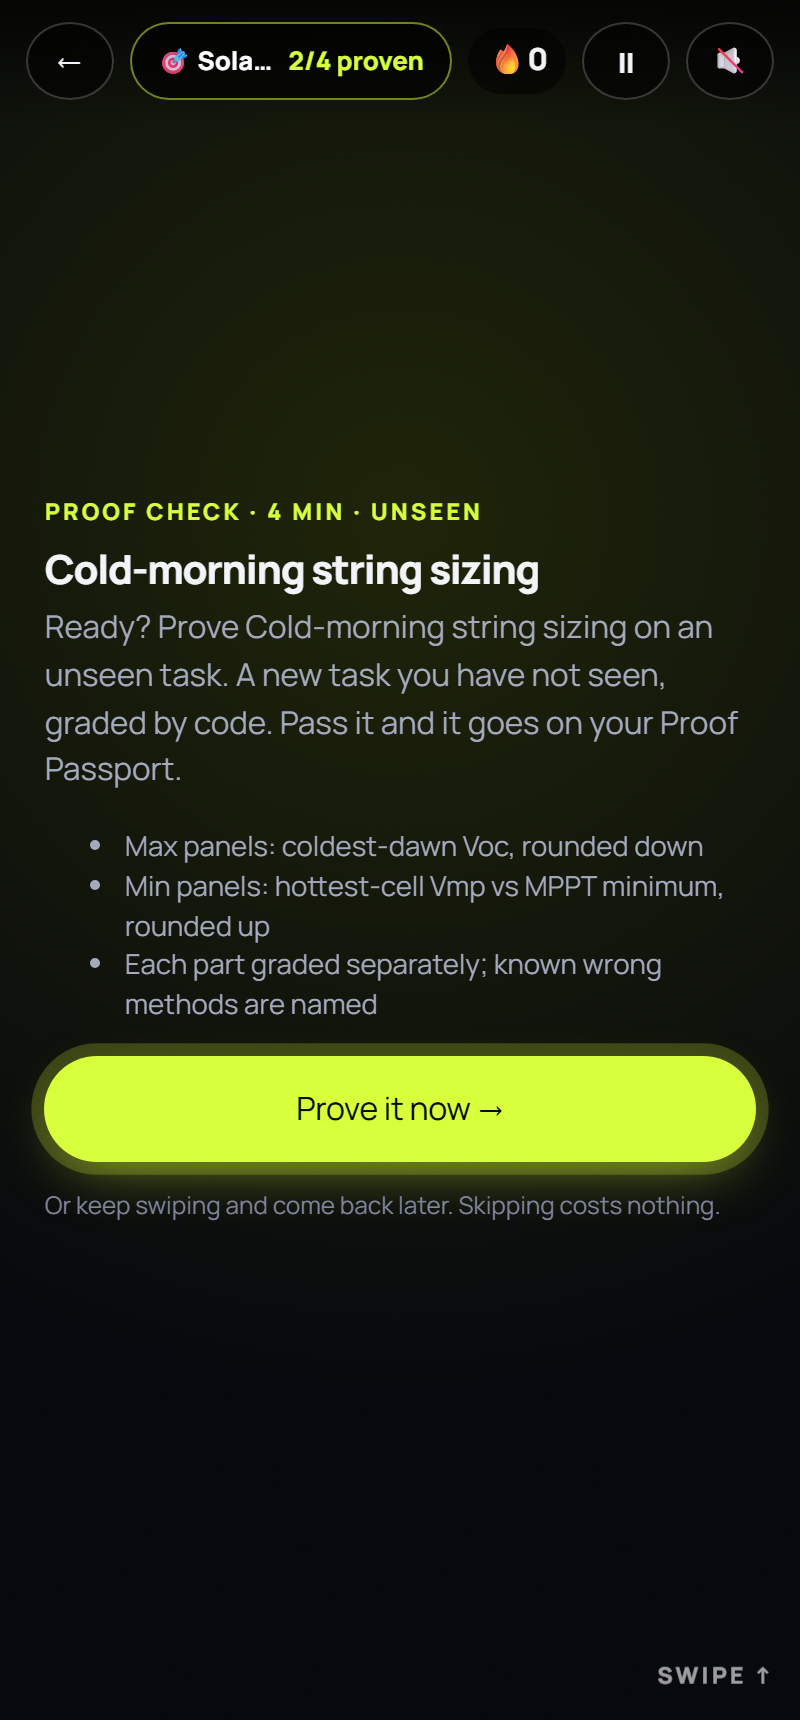 ←
🎯 Sola... 2/4 proven
🔥 0
PROOF CHECK · 4 MIN · UNSEEN
Cold-morning string sizing
Ready? Prove Cold-morning string sizing on an
unseen task. A new task you have not seen,
graded by code. Pass it and it goes on your Proof
Passport.
• Max panels: coldest-dawn Voc, rounded down
• Min panels: hottest-cell Vmp vs MPPT minimum,
rounded up
• Each part graded separately; known wrong
methods are named
Prove it now →
Or keep swiping and come back later. Skipping costs nothing.
SWIPE ↑